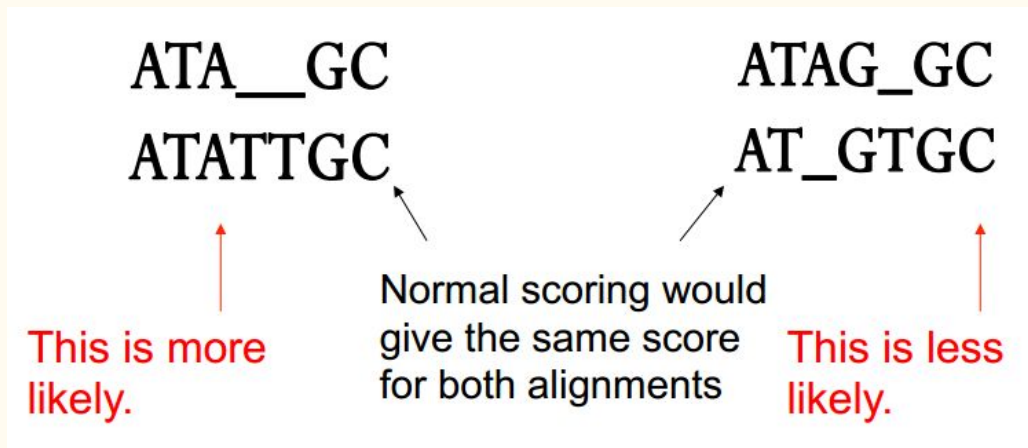 ATA__GC
ATATTGC
ATAG_GC
AT_GTGC
Normal scoring would
give the same score
for both alignments
This is more
likely.
This is less
likely.